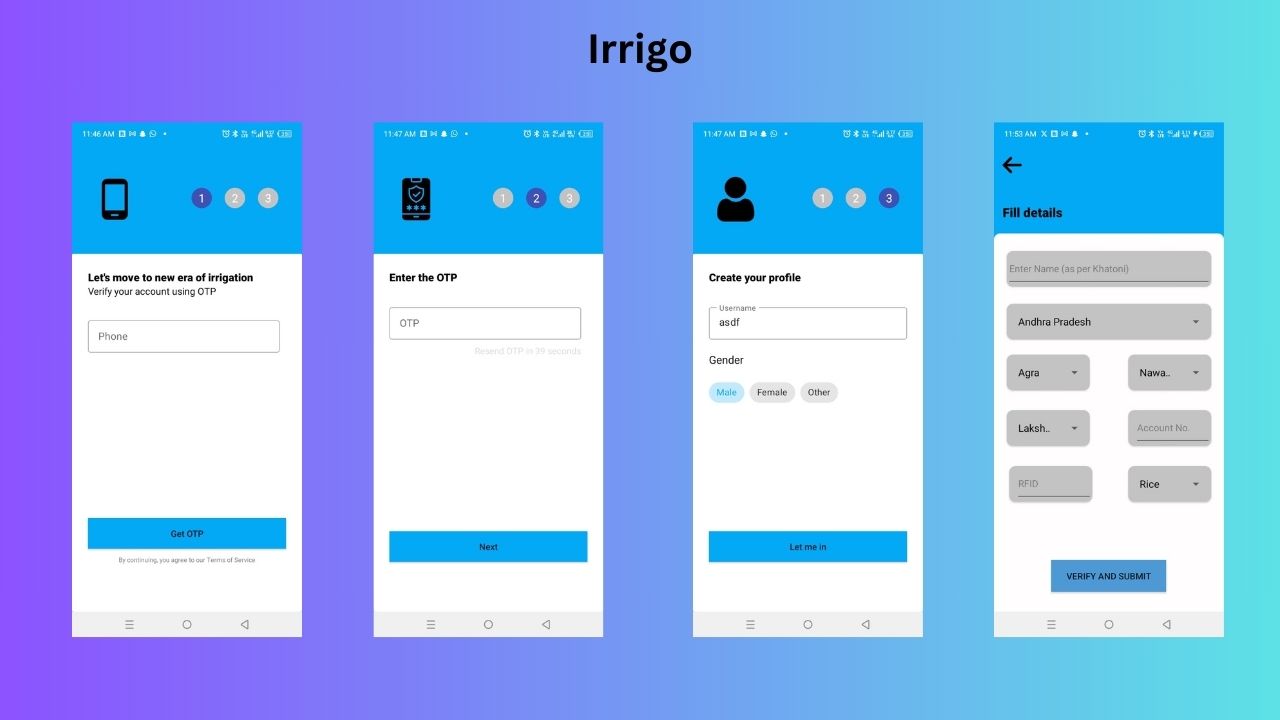 Irrigo
11:46 AM
1 2 3
Let's move to new era of irrigation
Verify your account using OTP
Phone
Get OTP
By continuing, you agree to our Terms of Service
11:47 AM
1 2 3
Enter the OTP
OTP
Resend OTP in 39 seconds
Next
11:47 AM
1 2 3
Create your profile
Username
asdf
Gender
Male Female Other
Let me in
11:53 AM
Fill details
Enter Name (as per Khatoni)
Andhra Pradesh
Agra Nawa..
Laksh.. Account No.
RFID Rice
VERIFY AND SUBMIT